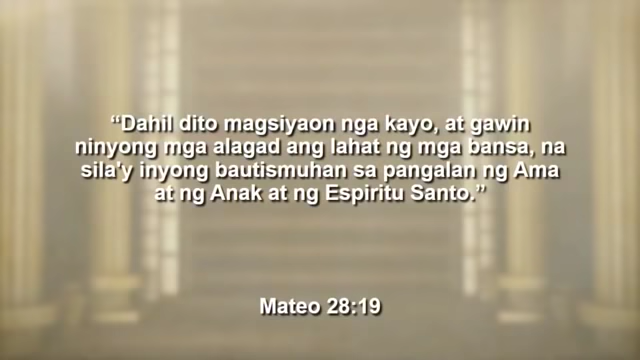 “Dahil dito magsiyaon nga kayo, at gawin
ninyong mga alagad ang lahat ng mga bansa, na
sila'y inyong bautismuhan sa pangalan ng Ama
at ng Anak at ng Espiritu Santo.”
Mateo 28:19